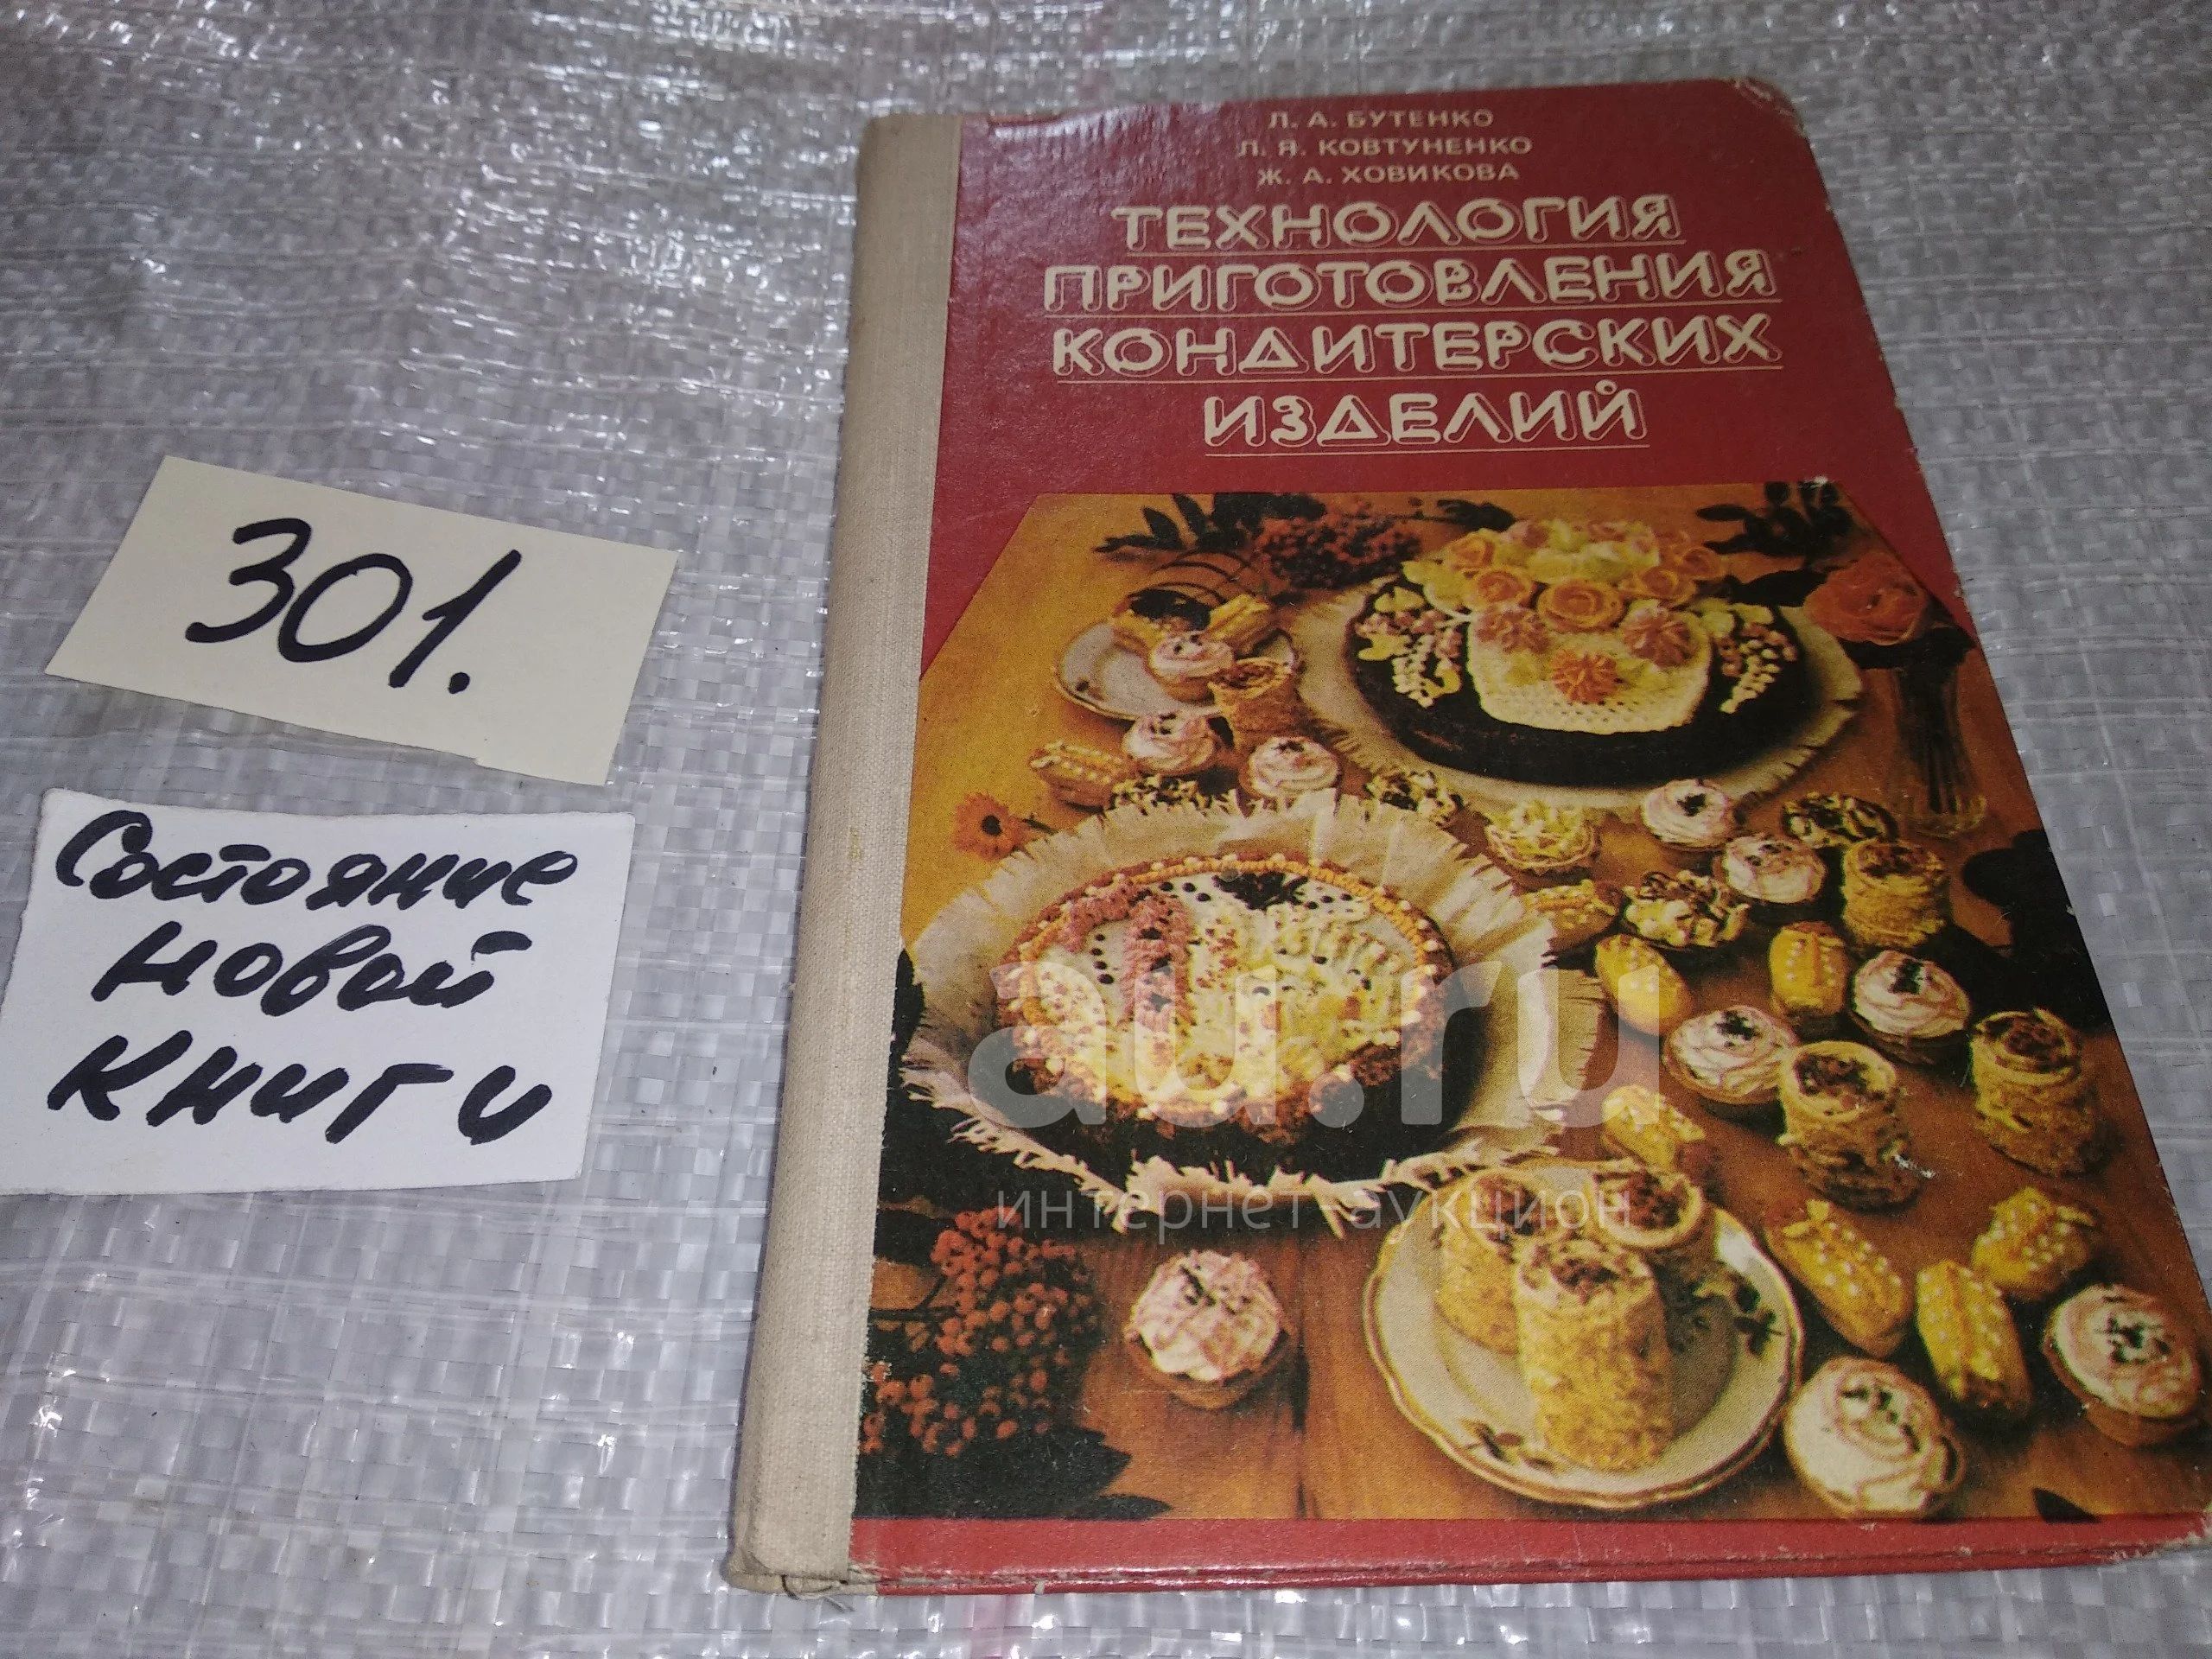 Л. А. БУТЕНКО
Л. Я. КОВТУНЕНКО
Ж. А. ХОВИКОВА
ТЕХНОЛОГИЯ
ПРИГОТОВЛЕНИЯ
КОНДИТЕРСКИХ
ИЗДЕЛИЙ
301.
Состояние
новой
книги
au.ru
интернет-аукцион